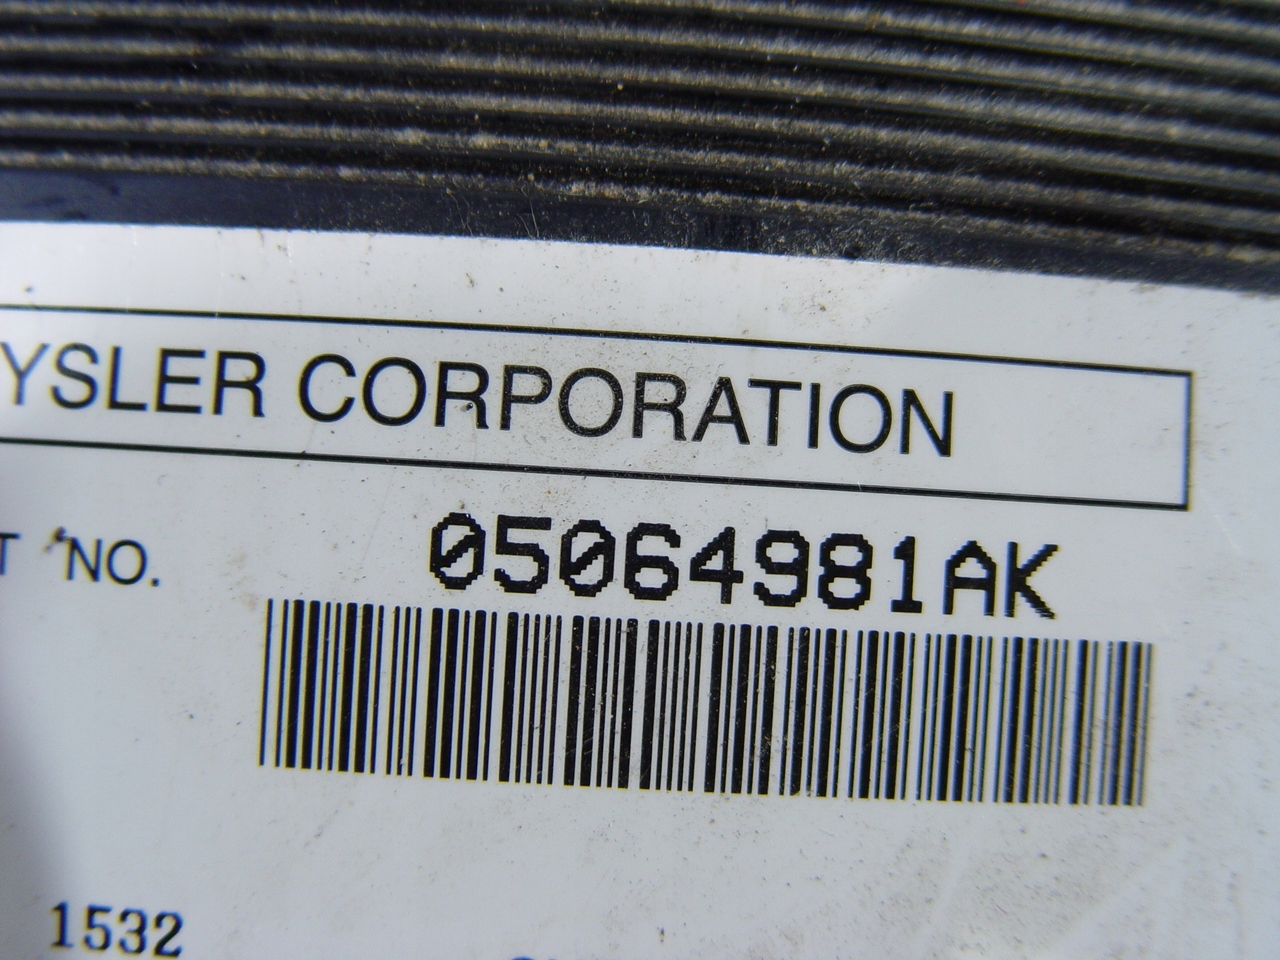 YSLER CORPORATION
T NO. 05064981AK
1532